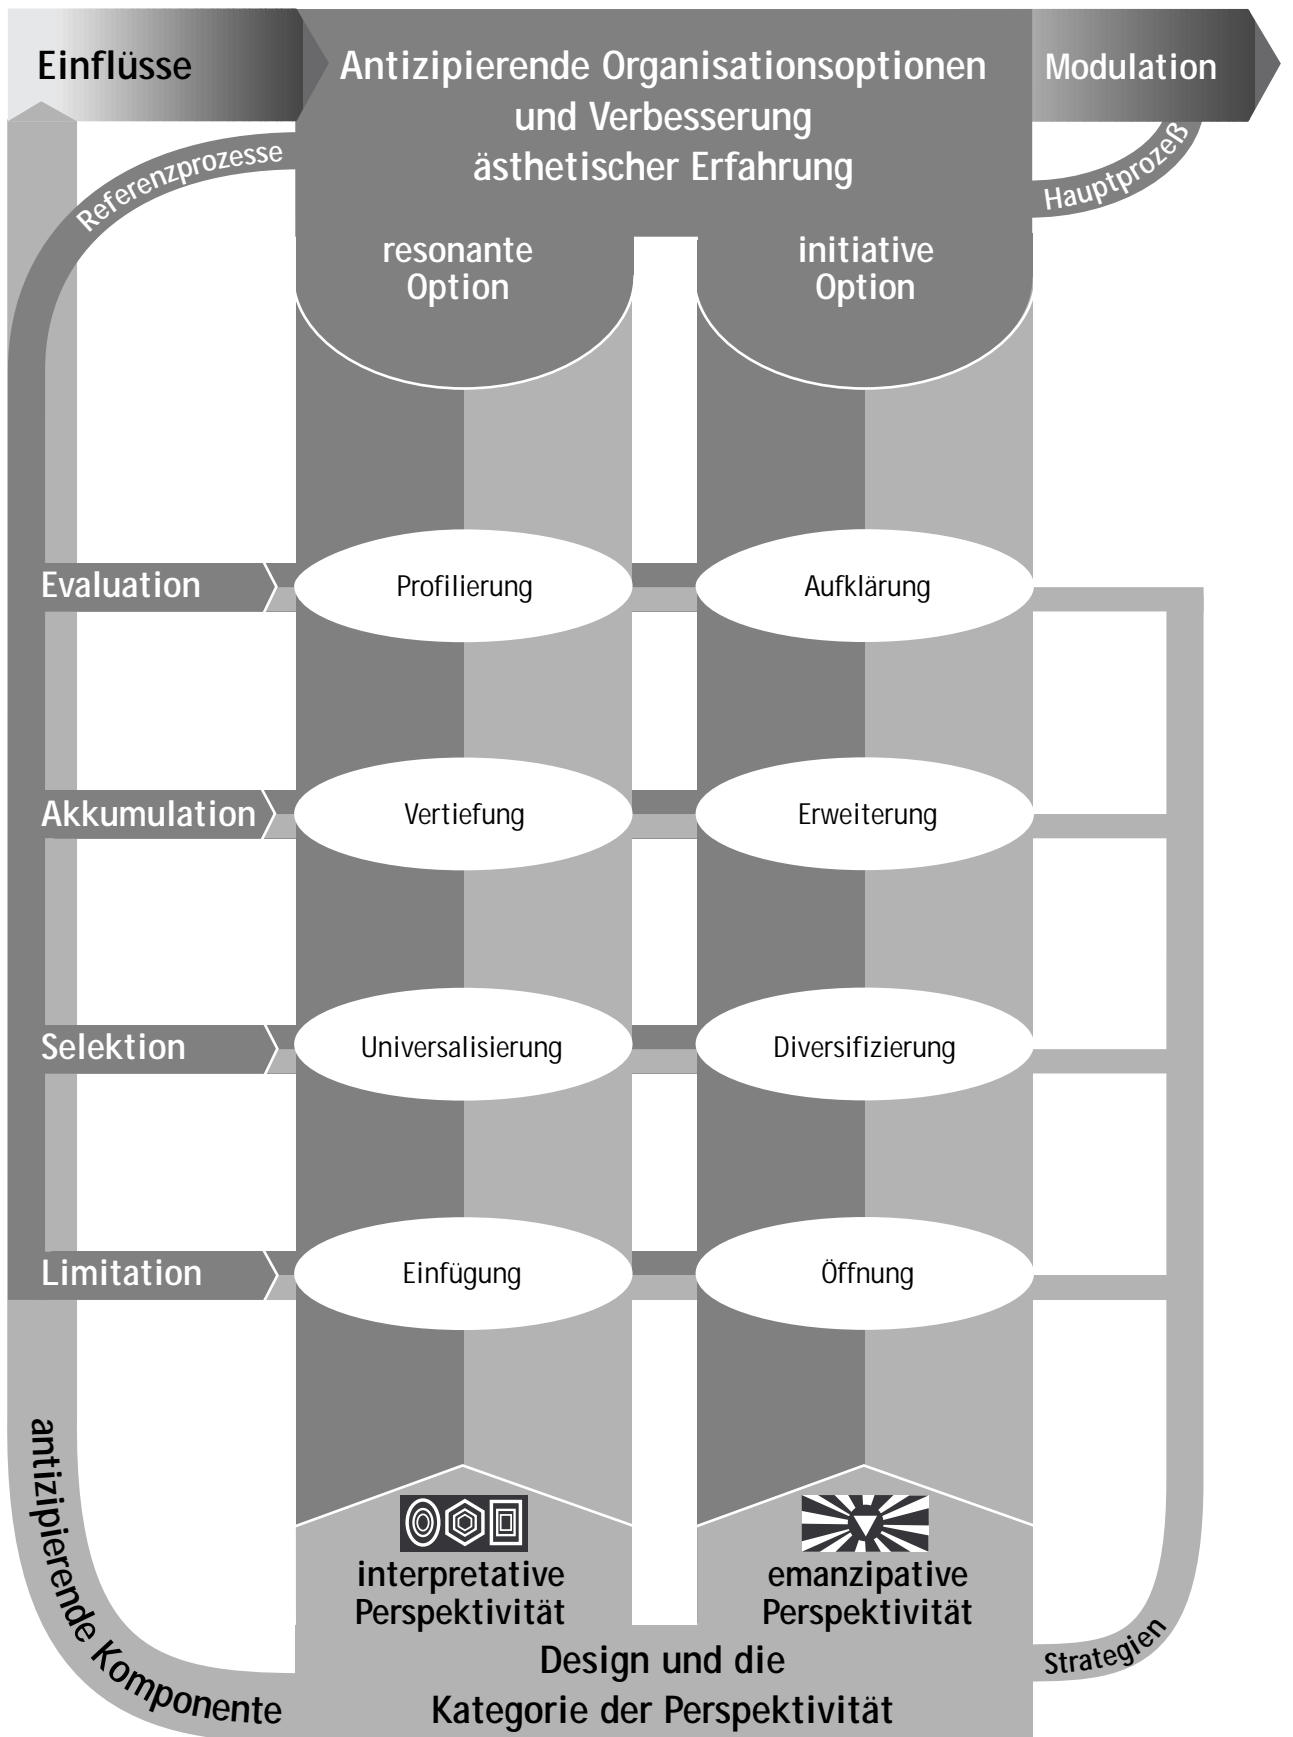 Einflüsse
Antizipierende Organisationsoptionen
und Verbesserung
ästhetischer Erfahrung
Modulation
Referenzprozesse
Hauptprozeß
resonante
Option
initiative
Option
Evaluation
Profilierung
Aufklärung
Akkumulation
Vertiefung
Erweiterung
Selektion
Universalisierung
Diversifizierung
Limitation
Einfügung
Öffnung
antizipierende Komponente
interpretative
Perspektivität
emanzipative
Perspektivität
Strategien
Design und die
Kategorie der Perspektivität